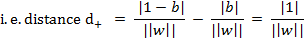 i. e. distance d₊ = |1 − b| / ||w|| − |b| / ||w|| = |1| / ||w||